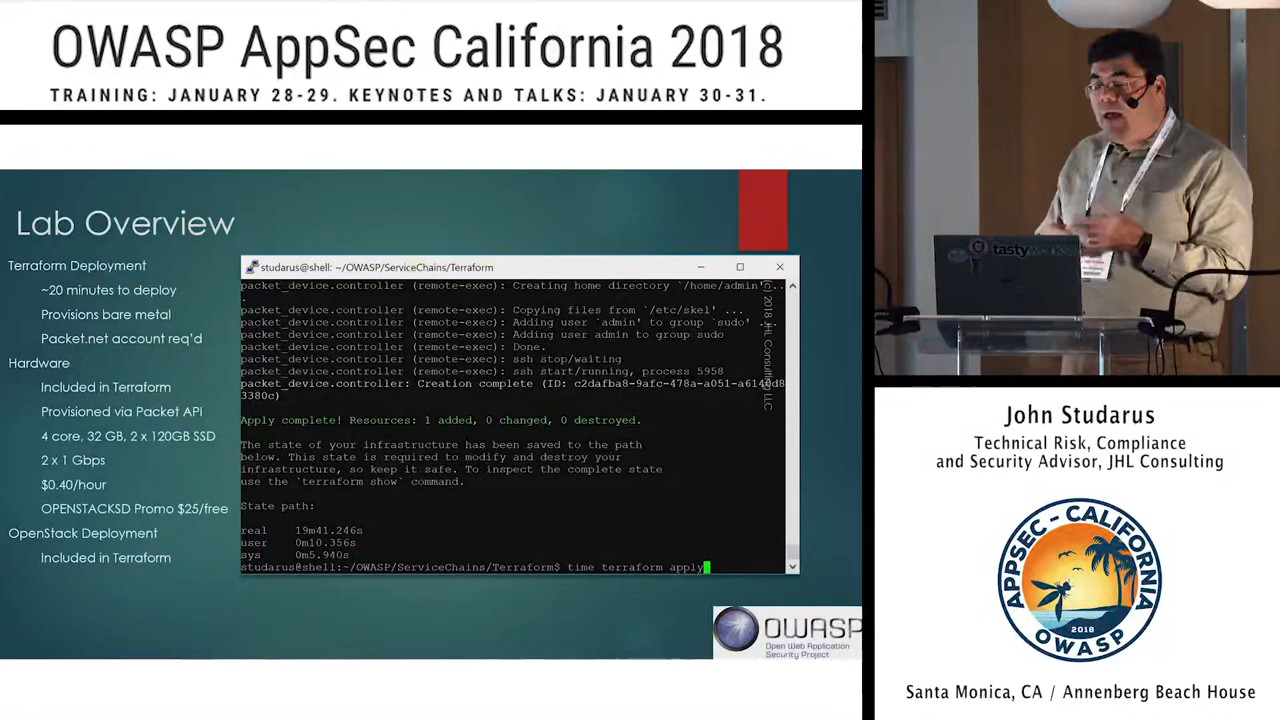 OWASP AppSec California 2018
TRAINING: JANUARY 28-29. KEYNOTES AND TALKS: JANUARY 30-31.
Lab Overview
Terraform Deployment
~20 minutes to deploy
Provisions bare metal
Packet.net account req'd
Hardware
Included in Terraform
Provisioned via Packet API
4 core, 32 GB, 2 x 120GB SSD
2 x 1 Gbps
$0.40/hour
OPENSTACKSD Promo $25/free
OpenStack Deployment
Included in Terraform
studarus@shell: ~/OWASP/ServiceChains/Terraform
packet_device.controller (remote-exec): Creating home directory `/home/admin'..
.
packet_device.controller (remote-exec): Copying files from `/etc/skel' ...
packet_device.controller (remote-exec): Adding user `admin' to group `sudo' ...
packet_device.controller (remote-exec): Adding user admin to group sudo
packet_device.controller (remote-exec): Done.
packet_device.controller (remote-exec): ssh stop/waiting
packet_device.controller (remote-exec): ssh start/running, process 5958
packet_device.controller: Creation complete (ID: c2dafba8-9afc-478a-a051-a6140d8
3380c)
Apply complete! Resources: 1 added, 0 changed, 0 destroyed.
The state of your infrastructure has been saved to the path
below. This state is required to modify and destroy your
infrastructure, so keep it safe. To inspect the complete state
use the `terraform show` command.
State path:
real 19m41.246s
user 0m10.356s
sys 0m5.940s
studarus@shell:~/OWASP/ServiceChains/Terraform$ time terraform apply
© 2018 JHL Consulting LLC
OWASP
Open Web Application
Security Project
tastyworks
John Studarus
Technical Risk, Compliance
and Security Advisor, JHL Consulting
APPSEC - CALIFORNIA
2018
OWASP
Santa Monica, CA / Annenberg Beach House